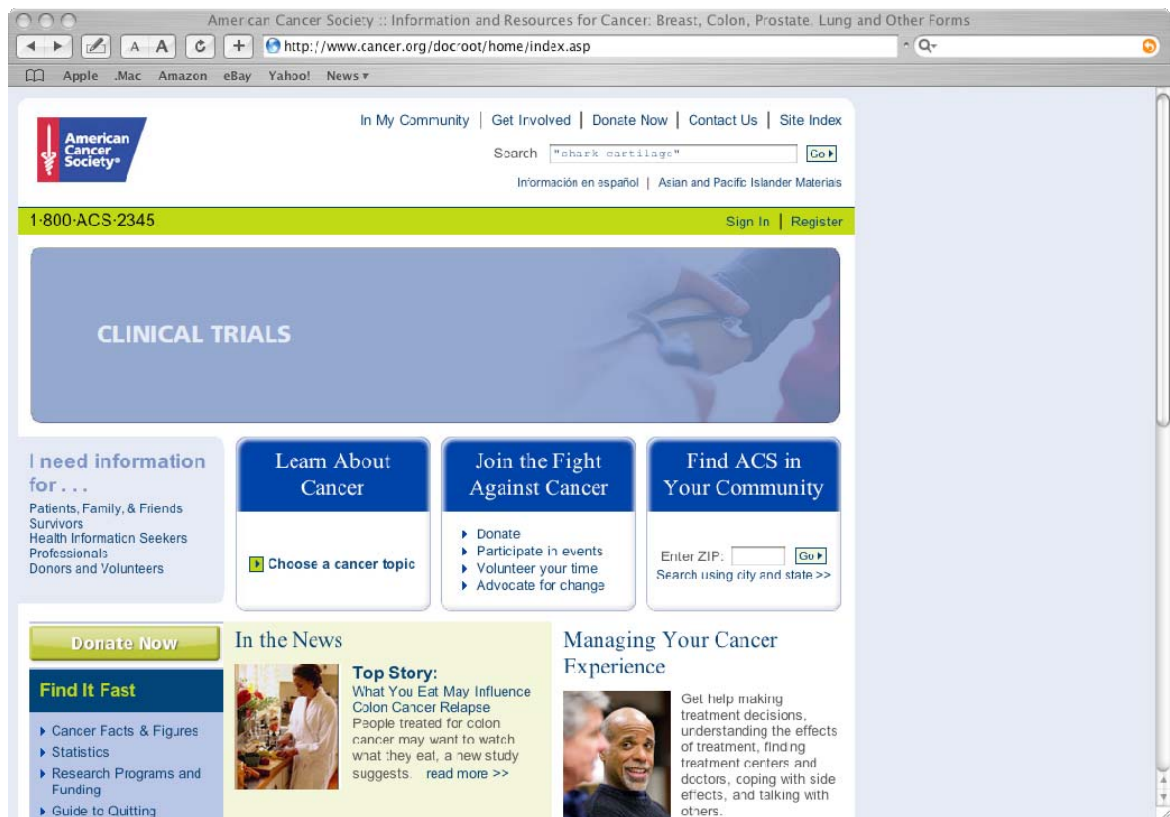 American Cancer Society :: Information and Resources for Cancer: Breast, Colon, Prostate, Lung and Other Forms
A A
http://www.cancer.org/docroot/home/index.asp
Apple .Mac Amazon eBay Yahoo! News
In My Community | Get Involved | Donate Now | Contact Us | Site Index
American
Cancer
Society®
Search "shark cartilage" Go
Información en español | Asian and Pacific Islander Materials
1·800·ACS·2345
Sign In | Register
CLINICAL TRIALS
I need information
for . . .
Patients, Family, & Friends
Survivors
Health Information Seekers
Professionals
Donors and Volunteers
Learn About
Cancer
Choose a cancer topic
Join the Fight
Against Cancer
Donate
Participate in events
Volunteer your time
Advocate for change
Find ACS in
Your Community
Enter ZIP: Go
Search using city and state >>
Donate Now
Find It Fast
Cancer Facts & Figures
Statistics
Research Programs and
Funding
Guide to Quitting
In the News
Top Story:
What You Eat May Influence
Colon Cancer Relapse
People treated for colon
cancer may want to watch
what they eat, a new study
suggests. read more >>
Managing Your Cancer
Experience
Get help making
treatment decisions,
understanding the effects
of treatment, finding
treatment centers and
doctors, coping with side
effects, and talking with
others.